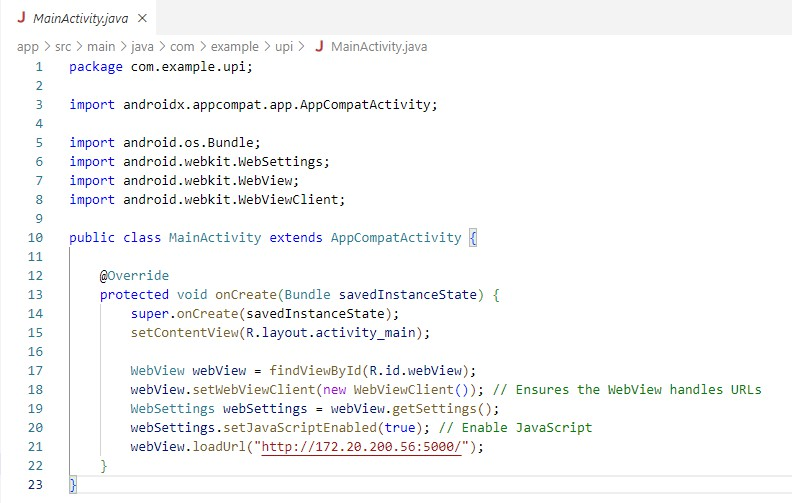 J MainActivity.java ×
app > src > main > java > com > example > upi > J MainActivity.java
1 package com.example.upi;
2
3 import androidx.appcompat.app.AppCompatActivity;
4
5 import android.os.Bundle;
6 import android.webkit.WebSettings;
7 import android.webkit.WebView;
8 import android.webkit.WebViewClient;
9
10 public class MainActivity extends AppCompatActivity {
11
12     @Override
13     protected void onCreate(Bundle savedInstanceState) {
14         super.onCreate(savedInstanceState);
15         setContentView(R.layout.activity_main);
16
17         WebView webView = findViewById(R.id.webView);
18         webView.setWebViewClient(new WebViewClient()); // Ensures the WebView handles URLs
19         WebSettings webSettings = webView.getSettings();
20         webSettings.setJavaScriptEnabled(true); // Enable JavaScript
21         webView.loadUrl("http://172.20.200.56:5000/");
22     }
23 }